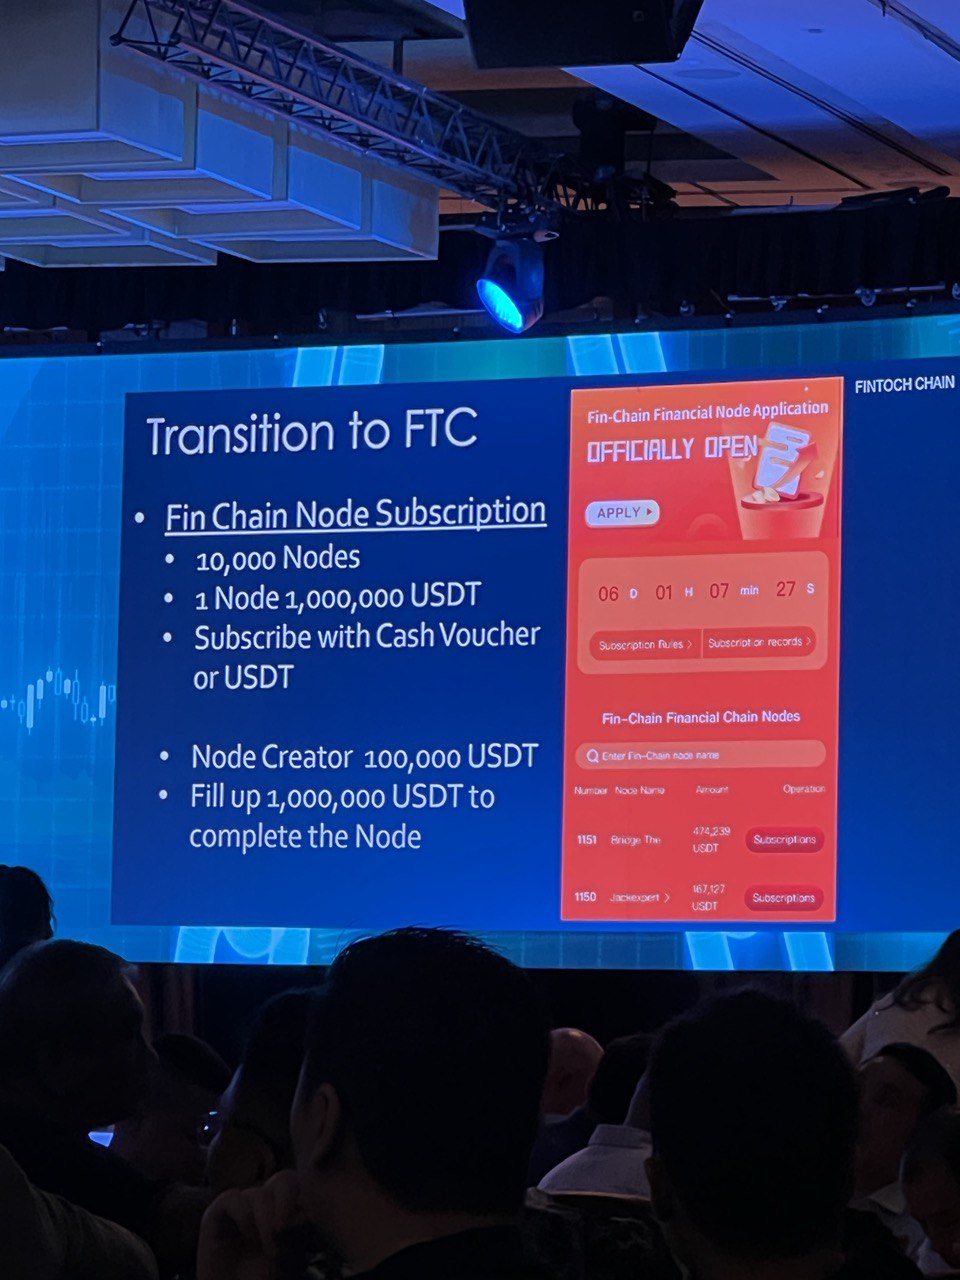 FINTOCH CHAIN
Transition to FTC
Fin Chain Node Subscription
10,000 Nodes
1 Node 1,000,000 USDT
Subscribe with Cash Voucher
or USDT
Node Creator 100,000 USDT
Fill up 1,000,000 USDT to
complete the Node
Fin-Chain Financial Node Application
OFFICIALLY OPEN
APPLY
06 D 01 H 07 min 27 S
Subscription Rules > Subscription records >
Fin-Chain Financial Chain Nodes
Enter Fin-Chain node name
Number Node Name Amount Operation
1151 Bridge The 474,239 USDT Subscriptions
1150 Jackexpert > 167,127 USDT Subscriptions